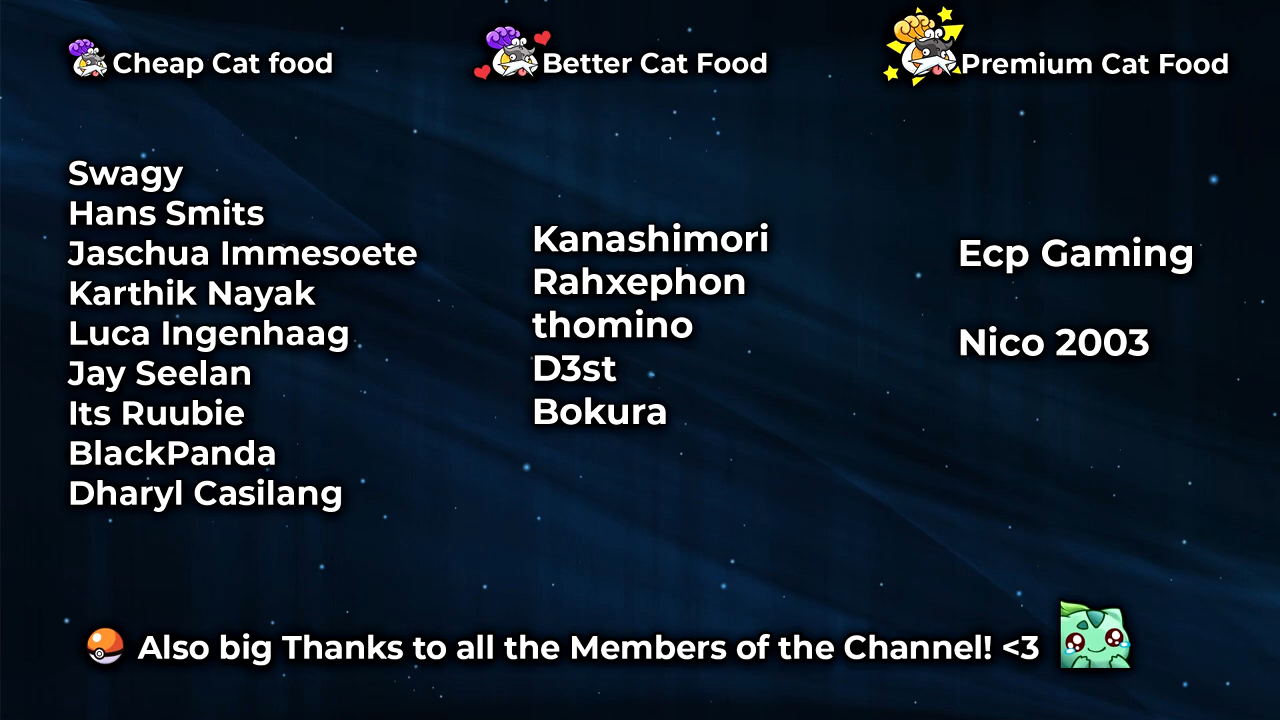 Cheap Cat food
Better Cat Food
Premium Cat Food
Swagy
Hans Smits
Jaschua Immesoete
Karthik Nayak
Luca Ingenhaag
Jay Seelan
Its Ruubie
BlackPanda
Dharyl Casilang
Kanashimori
Rahxephon
thomino
D3st
Bokura
Ecp Gaming
Nico 2003
Also big Thanks to all the Members of the Channel! <3